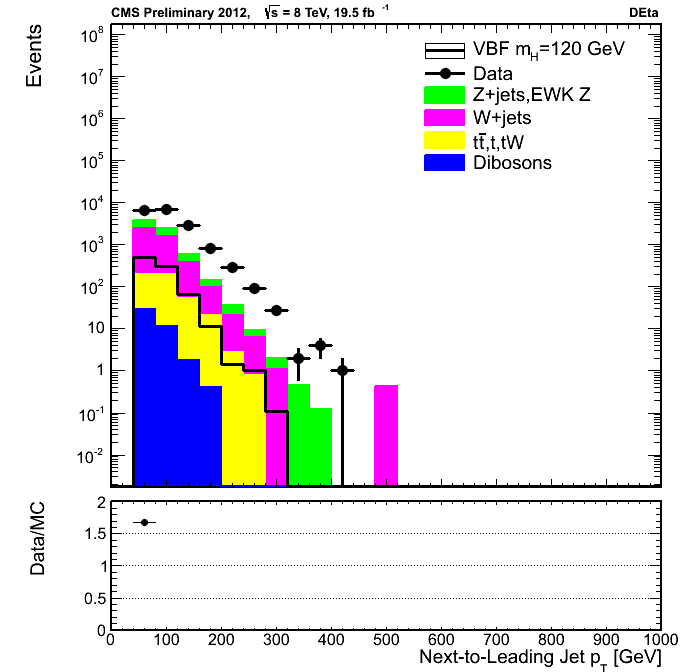 CMS Preliminary 2012, √s = 8 TeV, 19.5 fb⁻¹ DEta
Events
10⁸
10⁷
10⁶
10⁵
10⁴
10³
10²
10
1
10⁻¹
10⁻²
VBF m_H=120 GeV
Data
Z+jets,EWK Z
W+jets
tt̄,t,tW
Dibosons
Data/MC
2
1.5
1
0.5
0
0 100 200 300 400 500 600 700 800 900 1000
Next-to-Leading Jet p_T [GeV]